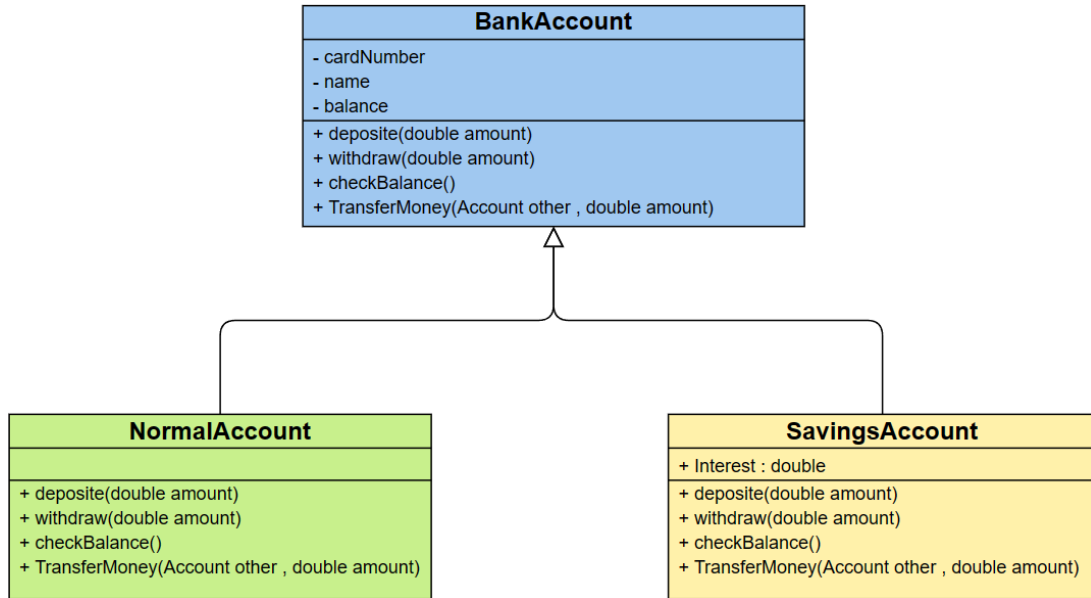 BankAccount
- cardNumber
- name
- balance
+ deposite(double amount)
+ withdraw(double amount)
+ checkBalance()
+ TransferMoney(Account other , double amount)
NormalAccount
+ deposite(double amount)
+ withdraw(double amount)
+ checkBalance()
+ TransferMoney(Account other , double amount)
SavingsAccount
+ Interest : double
+ deposite(double amount)
+ withdraw(double amount)
+ checkBalance()
+ TransferMoney(Account other , double amount)